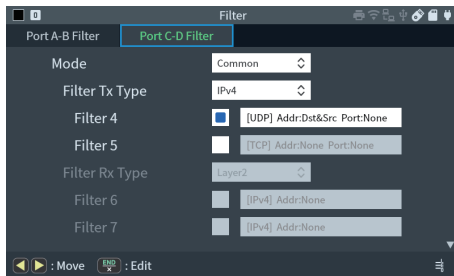 0 Filter
Port A-B Filter Port C-D Filter
Mode Common
Filter Tx Type IPv4
Filter 4 [UDP] Addr:Dst&Src Port:None
Filter 5 [TCP] Addr:None Port:None
Filter Rx Type Layer2
Filter 6 [IPv4] Addr:None
Filter 7 [IPv4] Addr:None
: Move END : Edit